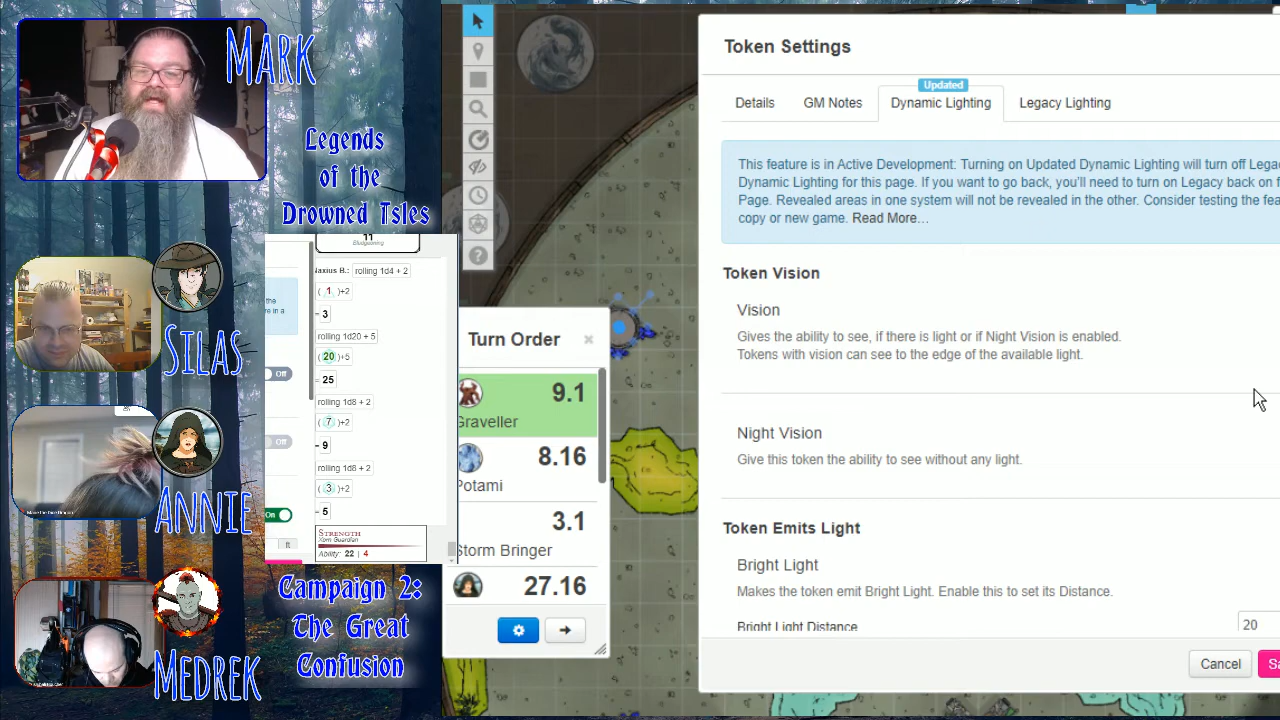 MARK
Legends
of the
Drowned Isles
SILAS
ANNIE
MEDREK
Campaign 2:
The Great
Confusion
11
Bludgeoning
Naxius B.: rolling 1d4 + 2
( 1 )+2
= 3
rolling 1d20 + 5
( 20 )+5
= 25
rolling 1d8 + 2
( 7 )+2
= 9
rolling 1d8 + 2
( 3 )+2
= 5
STRENGTH
Xorn Guardian
Ability: 22 | 4
the
re in a
Off
Off
On
ft
Turn Order ×
9.1
Graveller
8.16
Potami
3.1
Storm Bringer
27.16
Token Settings
Updated
Details GM Notes Dynamic Lighting Legacy Lighting
This feature is in Active Development: Turning on Updated Dynamic Lighting will turn off Lega
Dynamic Lighting for this page. If you want to go back, you'll need to turn on Legacy back on f
Page. Revealed areas in one system will not be revealed in the other. Consider testing the fea
copy or new game. Read More…
Token Vision
Vision
Gives the ability to see, if there is light or if Night Vision is enabled.
Tokens with vision can see to the edge of the available light.
Night Vision
Give this token the ability to see without any light.
Token Emits Light
Bright Light
Makes the token emit Bright Light. Enable this to set its Distance.
Bright Light Distance
20
Cancel Sa